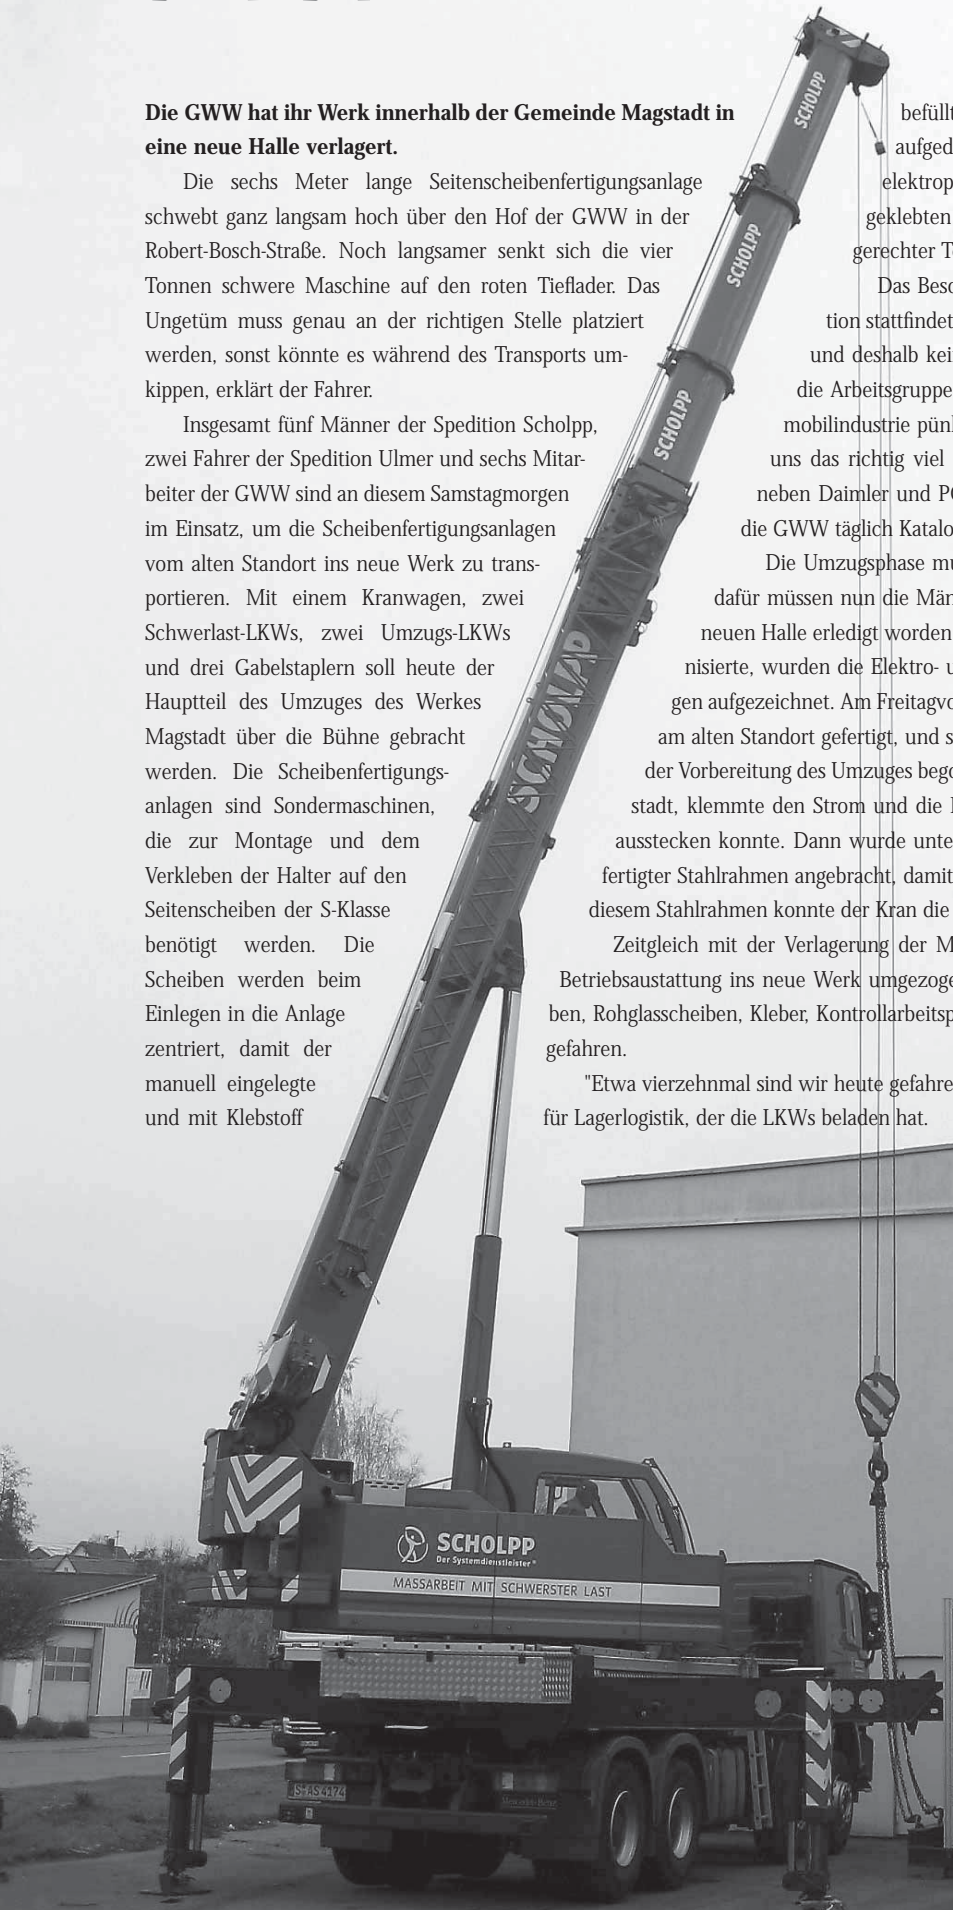 Die GWW hat ihr Werk innerhalb der Gemeinde Magstadt in
eine neue Halle verlagert.
Die sechs Meter lange Seitenscheibenfertigungsanlage
schwebt ganz langsam hoch über den Hof der GWW in der
Robert-Bosch-Straße. Noch langsamer senkt sich die vier
Tonnen schwere Maschine auf den roten Tieflader. Das
Ungetüm muss genau an der richtigen Stelle platziert
werden, sonst könnte es während des Transports um-
kippen, erklärt der Fahrer.
Insgesamt fünf Männer der Spedition Scholpp,
zwei Fahrer der Spedition Ulmer und sechs Mitar-
beiter der GWW sind an diesem Samstagmorgen
im Einsatz, um die Scheibenfertigungsanlagen
vom alten Standort ins neue Werk zu trans-
portieren. Mit einem Kranwagen, zwei
Schwerlast-LKWs, zwei Umzugs-LKWs
und drei Gabelstaplern soll heute der
Hauptteil des Umzuges des Werkes
Magstadt über die Bühne gebracht
werden. Die Scheibenfertigungs-
anlagen sind Sondermaschinen,
die zur Montage und dem
Verkleben der Halter auf den
Seitenscheiben der S-Klasse
benötigt werden. Die
Scheiben werden beim
Einlegen in die Anlage
zentriert, damit der
manuell eingelegte
und mit Klebstoff
befüllt
aufged
elektrop
geklebten
gerechter T
Das Besc
tion stattfindet
und deshalb kei
die Arbeitsgruppe
mobilindustrie pün
uns das richtig viel
neben Daimler und P
die GWW täglich Katalo
Die Umzugsphase mu
dafür müssen nun die Män
neuen Halle erledigt worden
nisierte, wurden die Elektro- u
gen aufgezeichnet. Am Freitagvo
am alten Standort gefertigt, und s
der Vorbereitung des Umzuges bego
stadt, klemmte den Strom und die
ausstecken konnte. Dann wurde unte
fertigter Stahlrahmen angebracht, damit
diesem Stahlrahmen konnte der Kran die
Zeitgleich mit der Verlagerung der M
Betriebsaustattung ins neue Werk umgezoge
ben, Rohglasscheiben, Kleber, Kontrollarbeitsp
gefahren.
"Etwa vierzehnmal sind wir heute gefahre
für Lagerlogistik, der die LKWs beladen hat.
SCHOLPP
SCHOLPP
SCHOLPP
SCHOLPP
SCHOLPP
Der Systemdienstleister
MASSARBEIT MIT SCHWERSTER LAST
S AS 4174